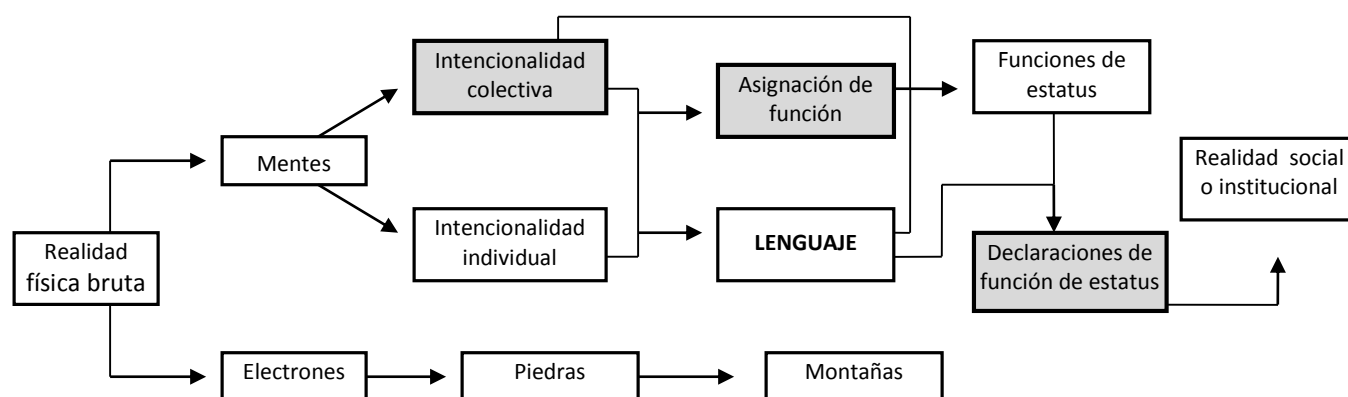 Intencionalidad
colectiva
Asignación de
función
Funciones de
estatus
Mentes
Realidad social
o institucional
Intencionalidad
individual
LENGUAJE
Realidad
física bruta
Declaraciones de
función de estatus
Electrones
Piedras
Montañas